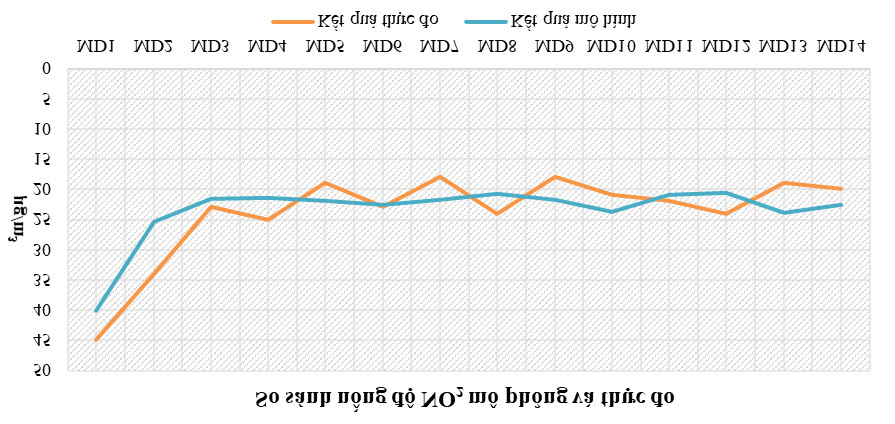 So sánh nồng độ NO₂ mô phỏng và thực đo
µg/m³
50
45
40
35
30
25
20
15
10
5
0
MD1 MD2 MD3 MD4 MD5 MD6 MD7 MD8 MD9 MD10 MD11 MD12 MD13 MD14
Kết quả thực đo Kết quả mô hình